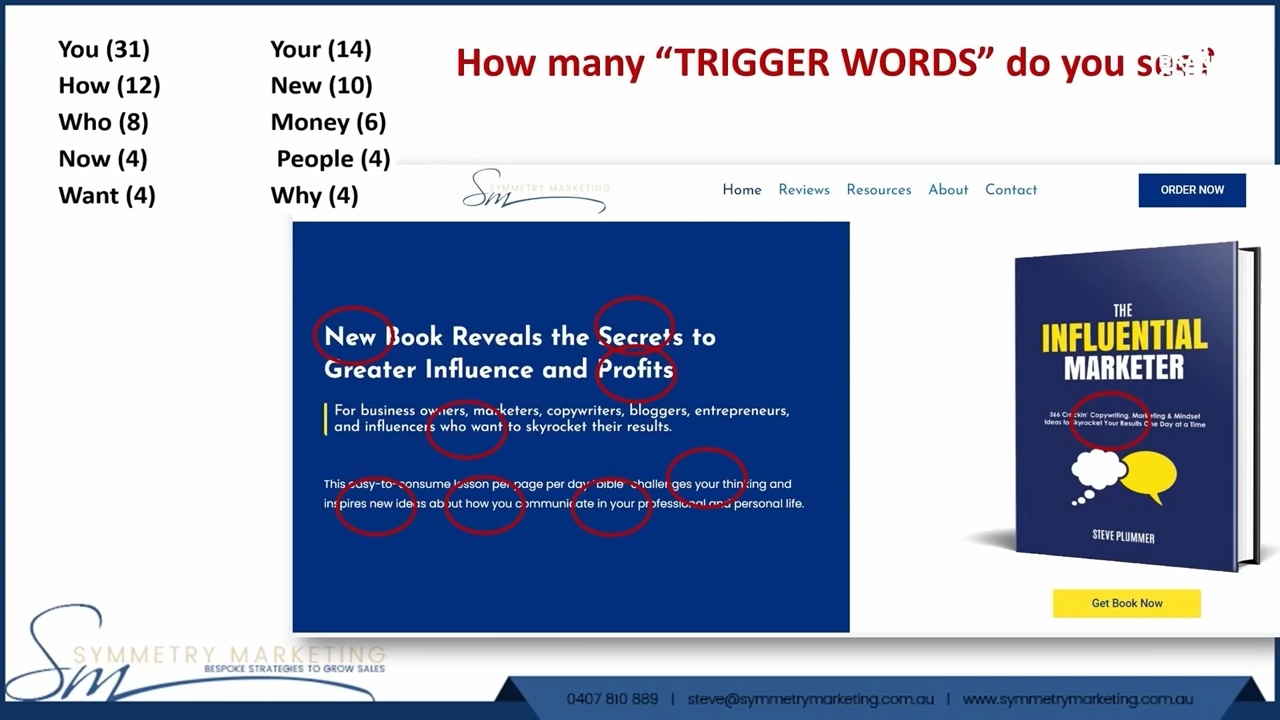 You (31) Your (14)
How (12) New (10)
Who (8) Money (6)
Now (4) People (4)
Want (4) Why (4)
How many “TRIGGER WORDS” do you
SYMMETRY MARKETING
Sm
Home Reviews Resources About Contact
ORDER NOW
New Book Reveals the Secrets to
Greater Influence and Profits
For business owners, marketers, copywriters, bloggers, entrepreneurs,
and influencers who want to skyrocket their results.
This easy-to-consume lesson per page per day "bible" challenges your thinking and
inspires new ideas about how you communicate in your professional and personal life.
THE
INFLUENTIAL
MARKETER
366 Crackin' Copywriting, Marketing & Mindset
Ideas to Skyrocket Your Results One Day at a Time
STEVE PLUMMER
Get Book Now
SYMMETRY MARKETING
Sm
BESPOKE STRATEGIES TO GROW SALES
0407 810 889 | steve@symmetrymarketing.com.au | www.symmetrymarketing.com.au